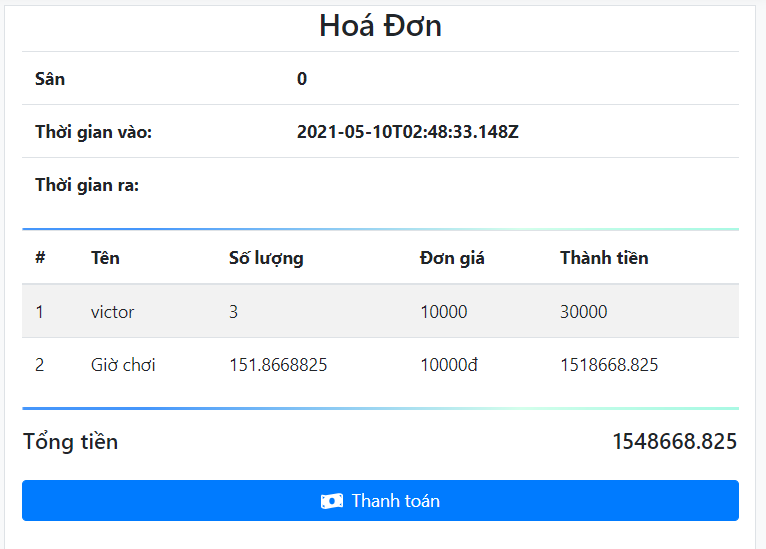 Hoá Đơn
Sân 0
Thời gian vào: 2021-05-10T02:48:33.148Z
Thời gian ra:
# Tên Số lượng Đơn giá Thành tiền
1 victor 3 10000 30000
2 Giờ chơi 151.8668825 10000đ 1518668.825
Tổng tiền 1548668.825
Thanh toán